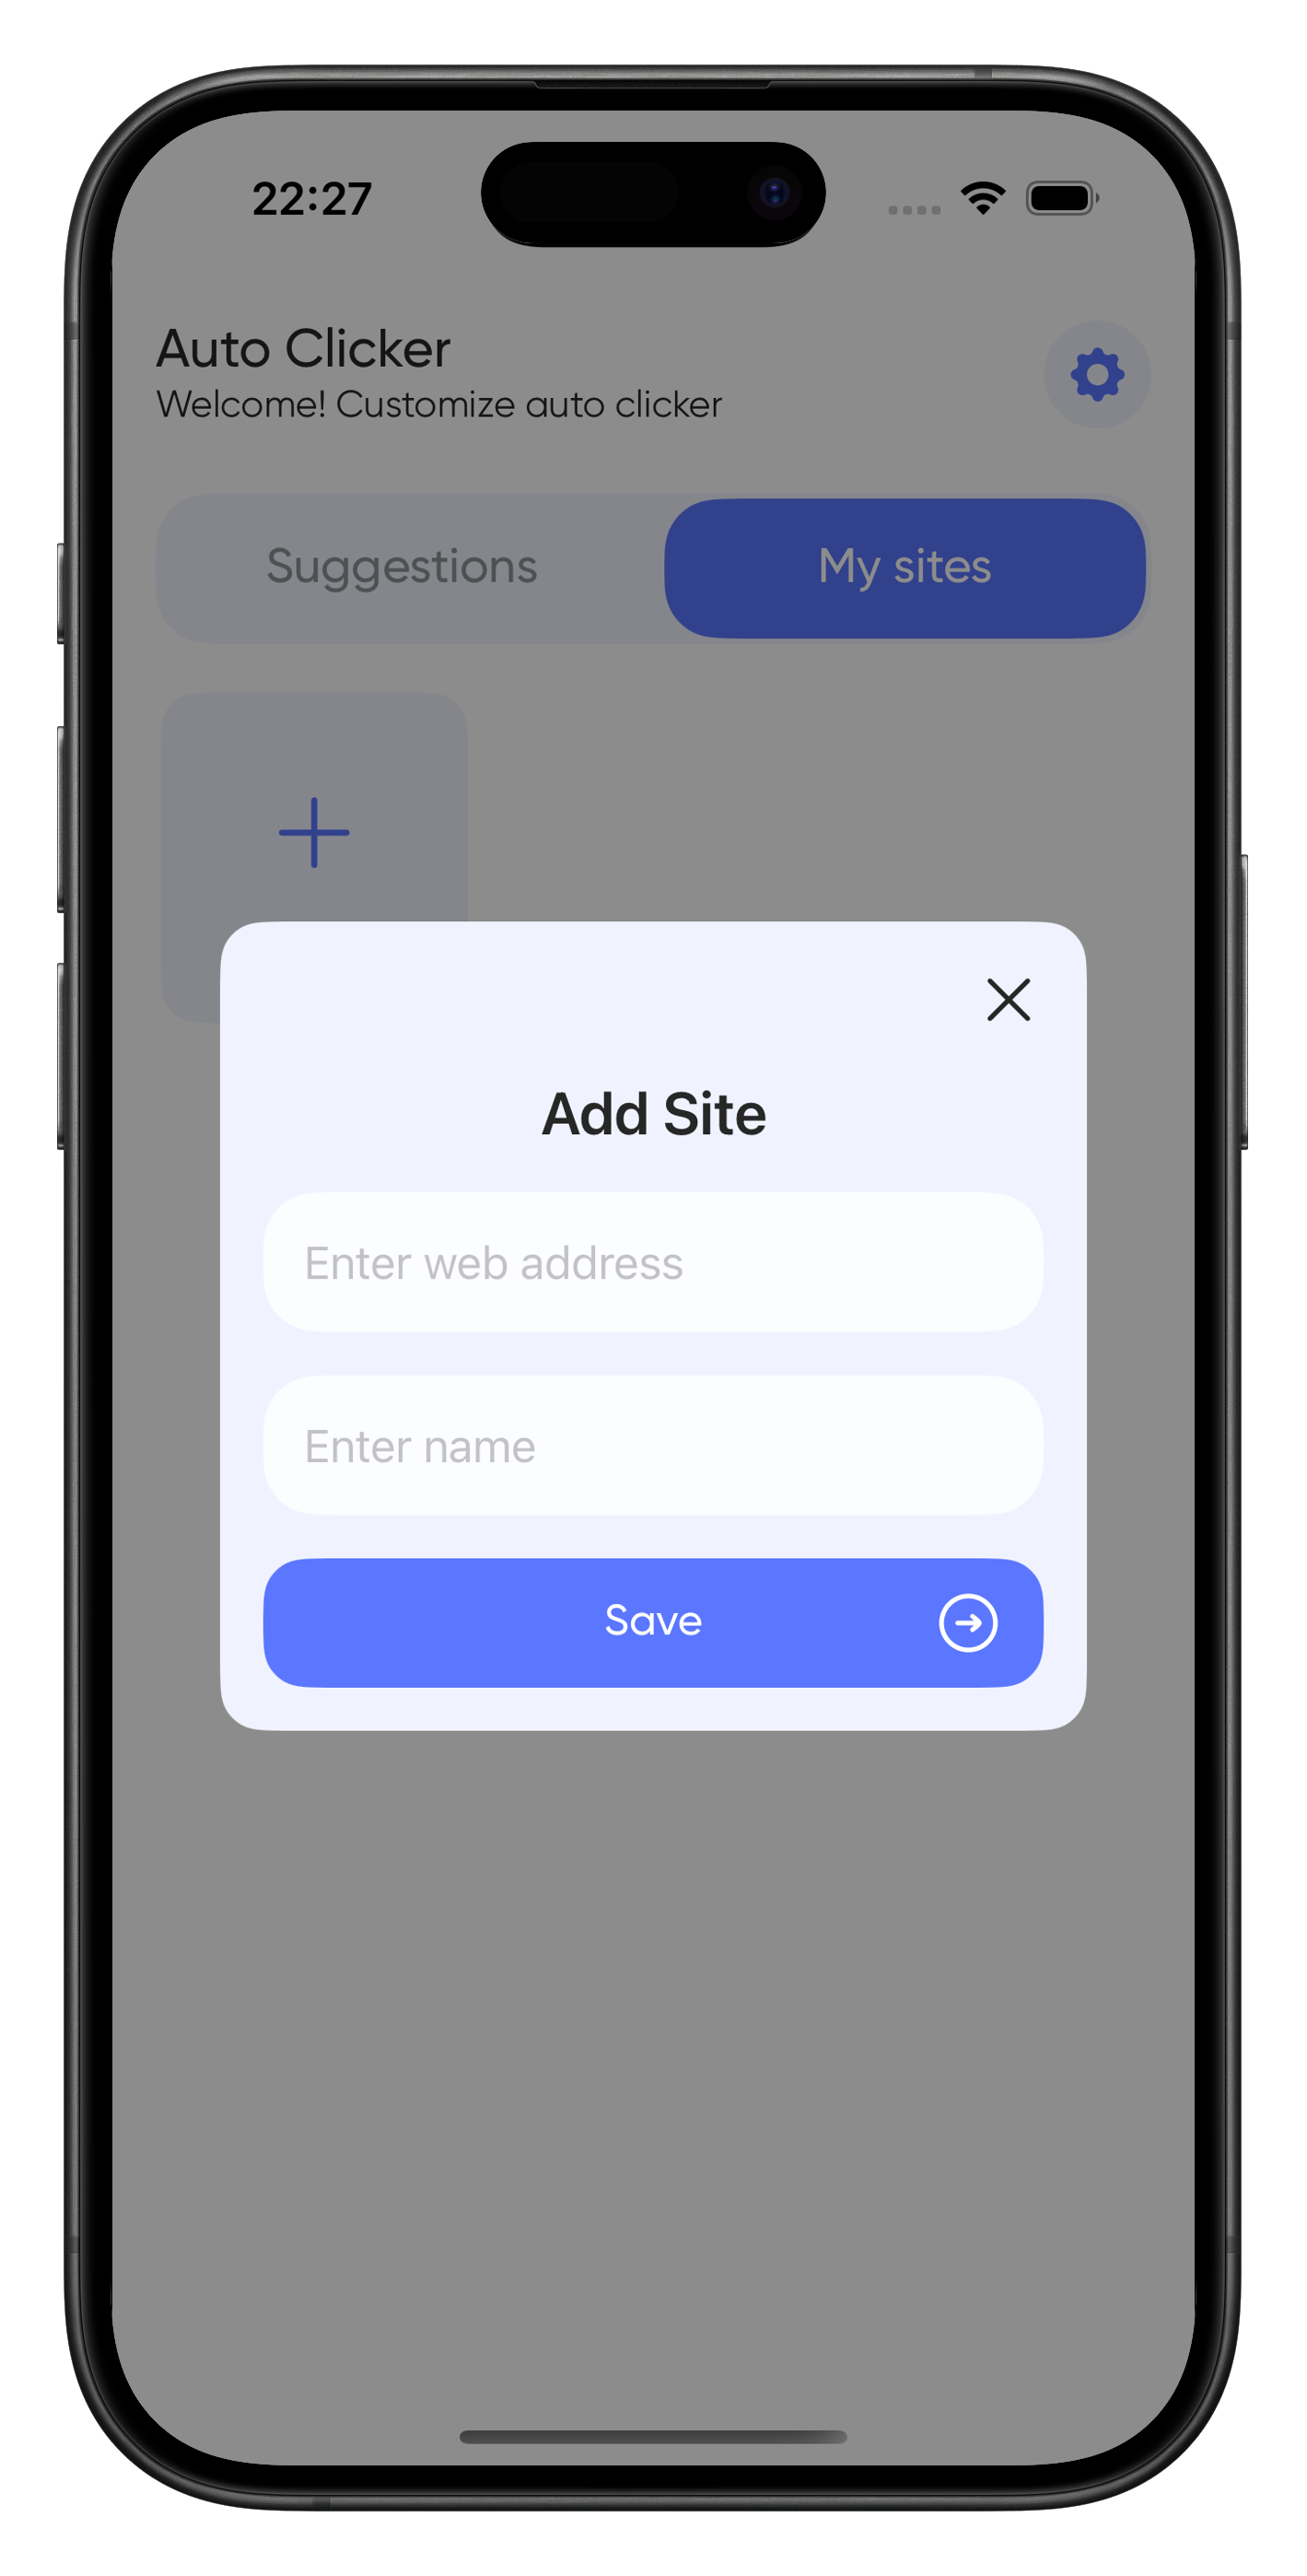 22:27
Auto Clicker
Welcome! Customize auto clicker
Suggestions
My sites
Add Site
Enter web address
Enter name
Save